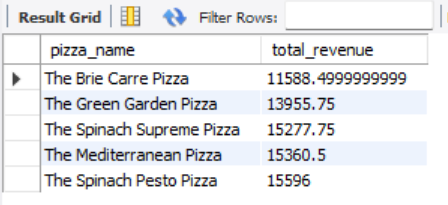 Result Grid Filter Rows:
pizza_name total_revenue
The Brie Carre Pizza 11588.4999999999
The Green Garden Pizza 13955.75
The Spinach Supreme Pizza 15277.75
The Mediterranean Pizza 15360.5
The Spinach Pesto Pizza 15596